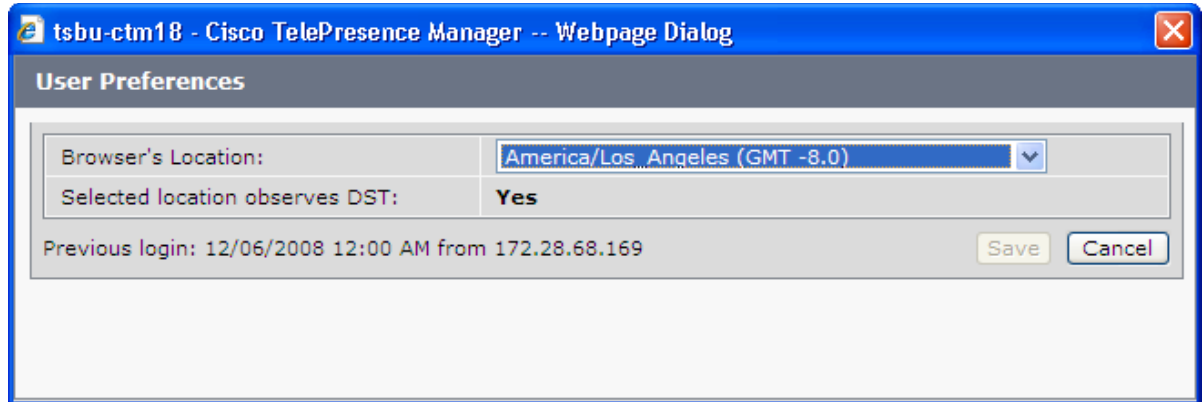 tsbu-ctm18 - Cisco TelePresence Manager -- Webpage Dialog
User Preferences
Browser's Location: America/Los_Angeles (GMT -8.0)
Selected location observes DST: Yes
Previous login: 12/06/2008 12:00 AM from 172.28.68.169 Save Cancel